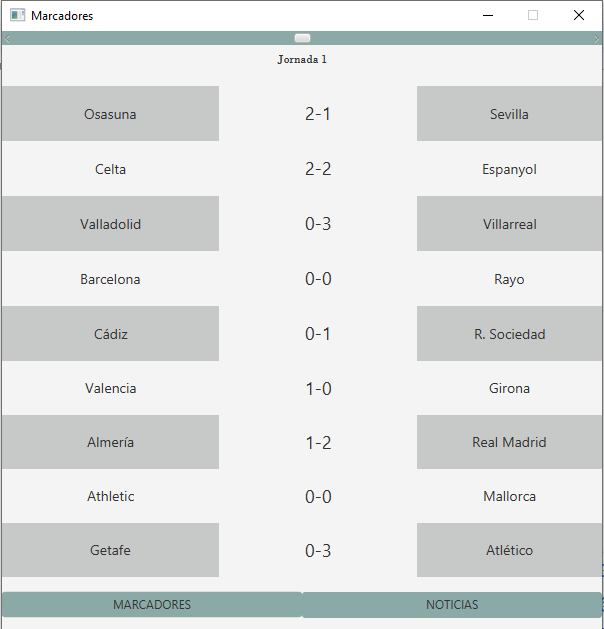 Marcadores
Jornada 1
Osasuna 2-1 Sevilla
Celta 2-2 Espanyol
Valladolid 0-3 Villarreal
Barcelona 0-0 Rayo
Cádiz 0-1 R. Sociedad
Valencia 1-0 Girona
Almería 1-2 Real Madrid
Athletic 0-0 Mallorca
Getafe 0-3 Atlético
MARCADORES NOTICIAS